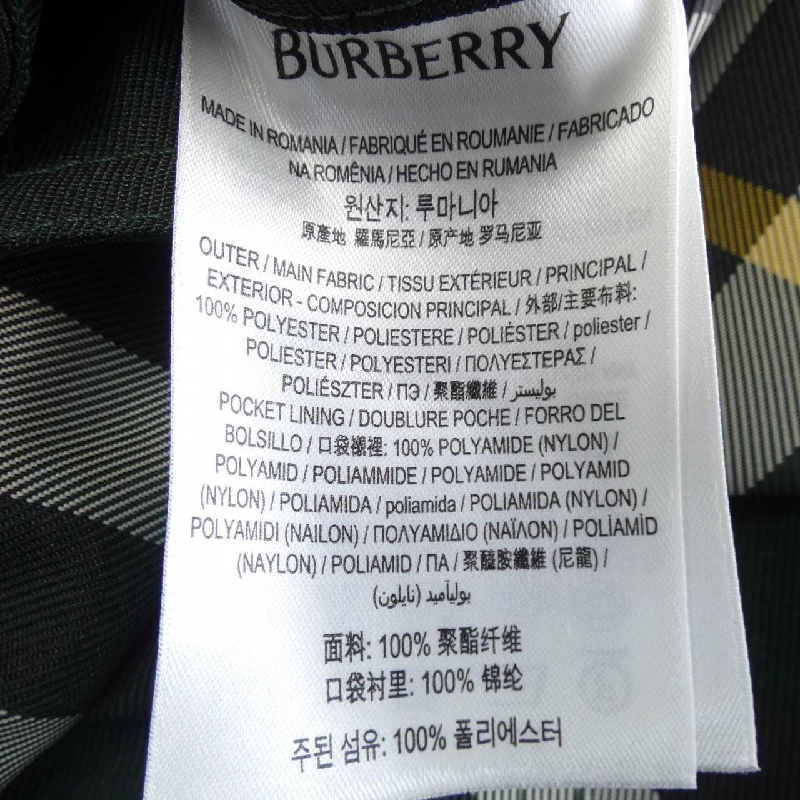 BURBERRY
MADE IN ROMANIA / FABRIQUÉ EN ROUMANIE / FABRICADO
NA ROMÊNIA / HECHO EN RUMANIA
원산지: 루마니아
原產地 羅馬尼亞 / 原产地 罗马尼亚
OUTER / MAIN FABRIC / TISSU EXTÉRIEUR / PRINCIPAL /
EXTERIOR - COMPOSICION PRINCIPAL / 外部/主要布料:
100% POLYESTER / POLIESTERE / POLIÉSTER / poliester /
POLIESTER / POLYESTERI / ΠΟΛΥΕΣΤΕΡΑΣ /
POLIÉSZTER / ПЭ / 聚酯纖維 / بوليستر
POCKET LINING / DOUBLURE POCHE / FORRO DEL
BOLSILLO / 口袋襯裡: 100% POLYAMIDE (NYLON) /
POLYAMID / POLIAMMIDE / POLYAMIDE / POLYAMID
(NYLON) / POLIAMIDA / poliamida / POLIAMIDA (NYLON) /
POLYAMIDI (NAILON) / ΠΟΛΥΑΜΙΔΙΟ (ΝΑΪΛΟΝ) / POLİAMİD
(NAYLON) / POLIAMID / ПА / 聚醯胺纖維 (尼龍) /
بولياميد (نايلون)
面料: 100% 聚酯纤维
口袋衬里: 100% 锦纶
주된 섬유: 100% 폴리에스터